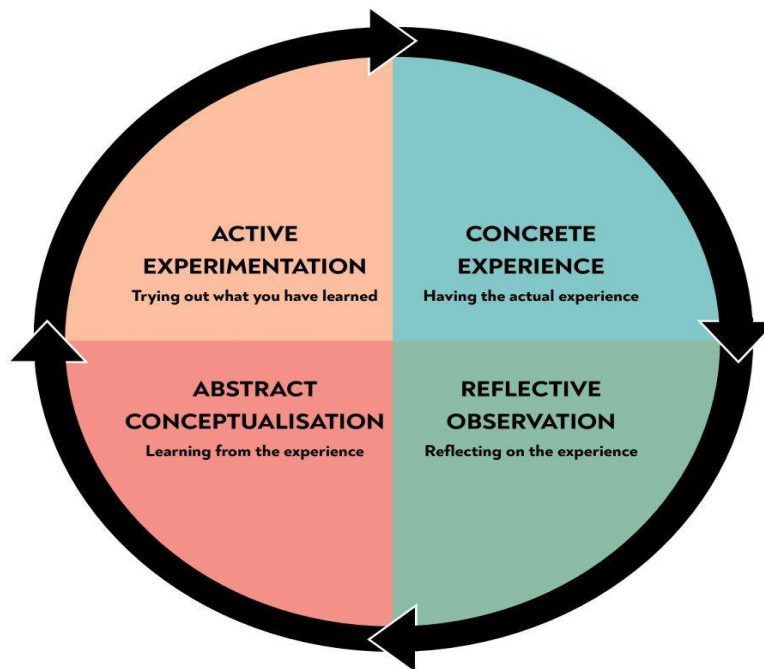 ACTIVE
EXPERIMENTATION
Trying out what you have learned
CONCRETE
EXPERIENCE
Having the actual experience
ABSTRACT
CONCEPTUALISATION
Learning from the experience
REFLECTIVE
OBSERVATION
Reflecting on the experience